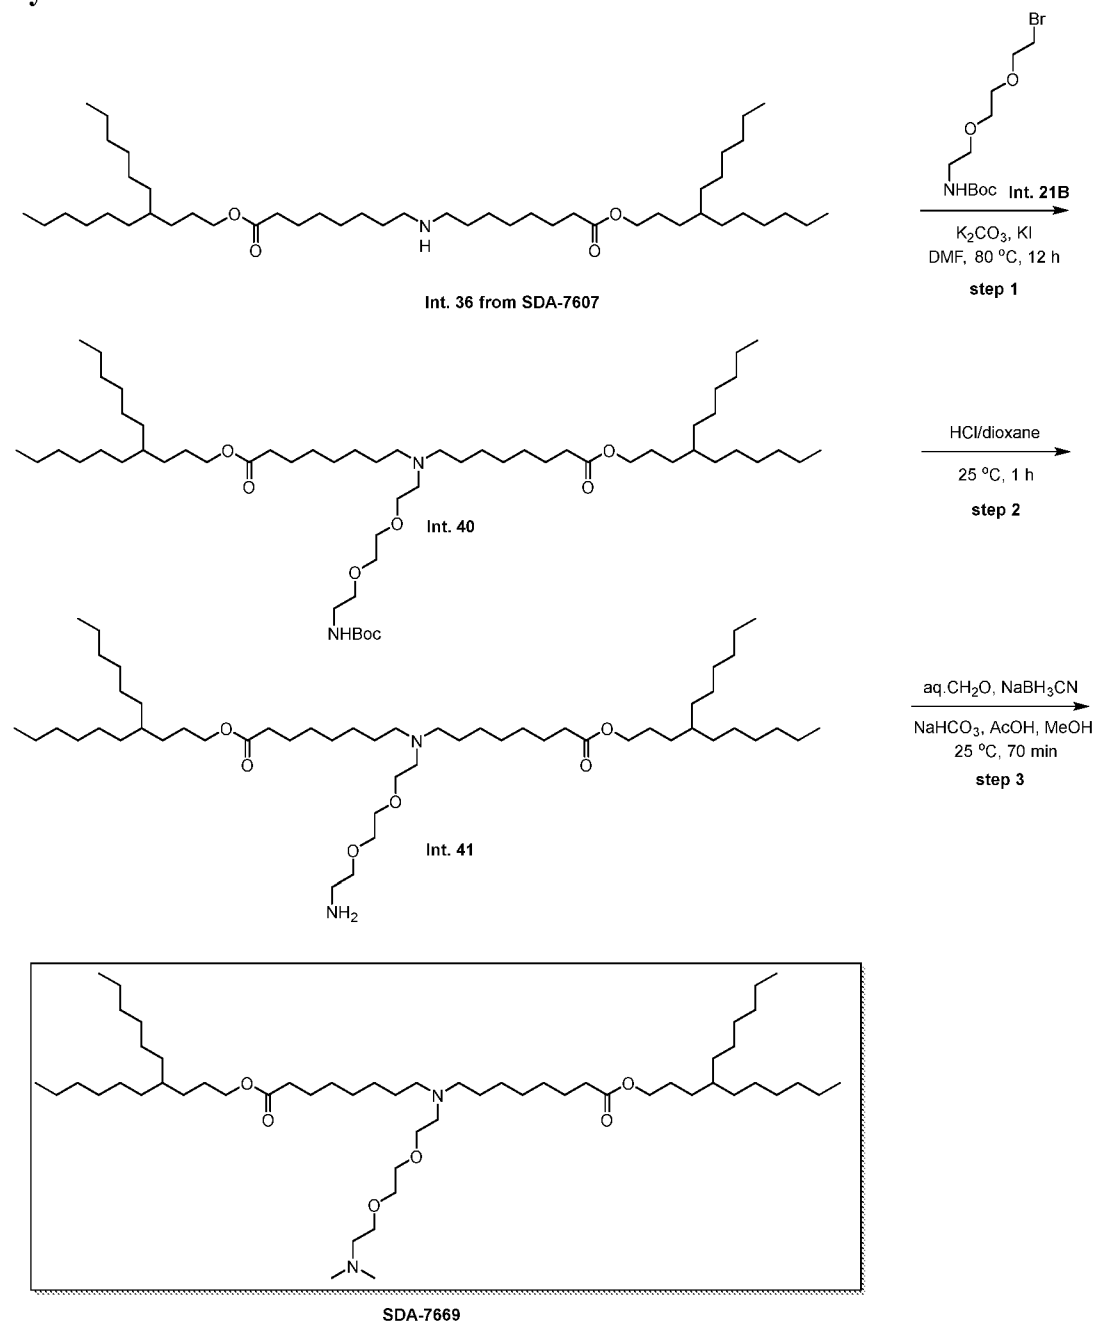 y
Br
O
O
NHBoc Int. 21B
O
O
N
H
O
O
K₂CO₃, KI
DMF, 80 °C, 12 h
step 1
Int. 36 from SDA-7607
O
O
N
O
O
HCl/dioxane
25 °C, 1 h
step 2
O
Int. 40
O
NHBoc
O
O
N
O
O
aq.CH₂O, NaBH₃CN
NaHCO₃, AcOH, MeOH
25 °C, 70 min
step 3
O
O
Int. 41
NH₂
O
O
N
O
O
O
O
N
SDA-7669